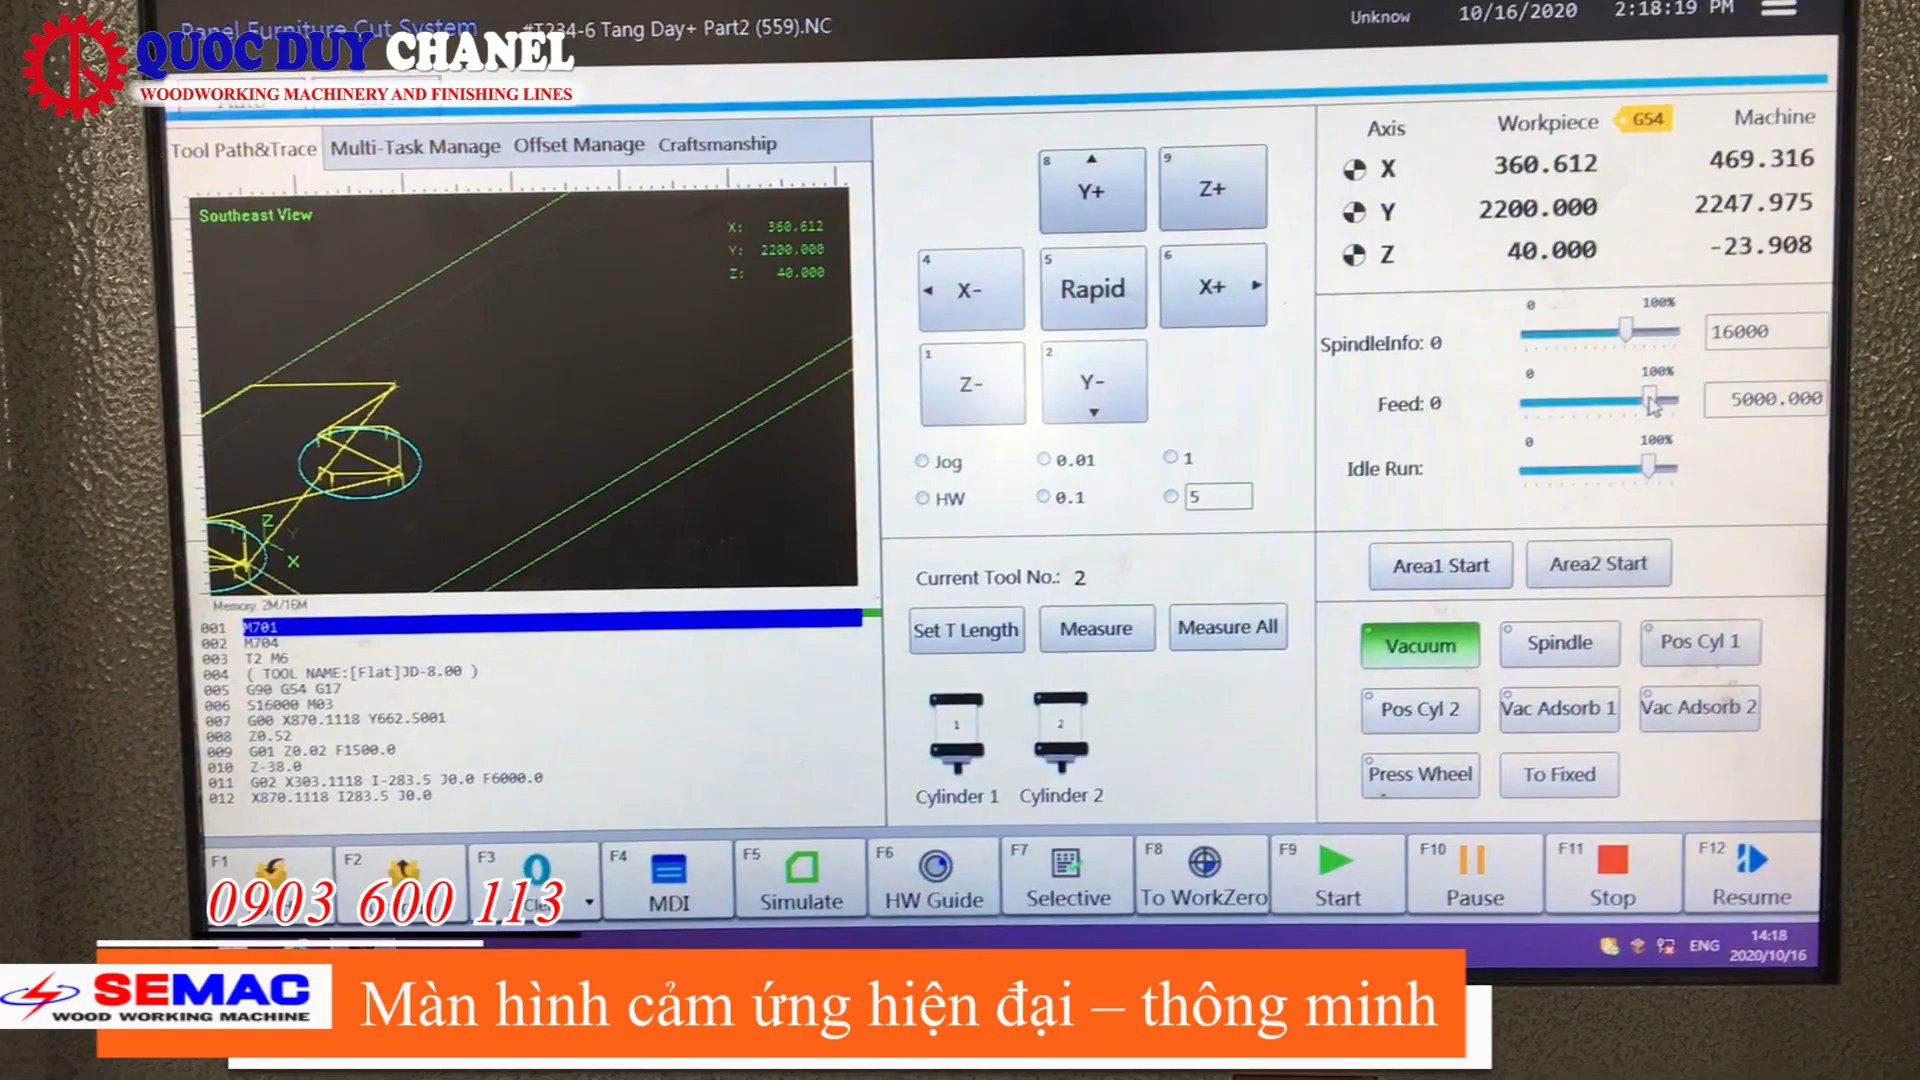 Panel Furniture Cut System
#T234-6 Tang Day+ Part2 (559).NC
Unknow
10/16/2020
2:18:19 PM
QUOC DUY CHANEL
WOODWORKING MACHINERY AND FINISHING LINES
Tool Path&Trace
Multi-Task Manage
Offset Manage
Craftsmanship
Southeast View
X: 360.612
Y: 2200.000
Z: 40.000
Z
Y
X
Memory: 2M/16M
001 M701
002 M704
003 T2 M6
004 ( TOOL NAME:[Flat]JD-8.00 )
005 G90 G54 G17
006 S16000 M03
007 G00 X870.1118 Y662.5001
008 Z0.52
009 G01 Z0.02 F1500.0
010 Z-38.0
011 G02 X303.1118 I-283.5 J0.0 F6000.0
012 X870.1118 I283.5 J0.0
8 Y+
9 Z+
4 X-
5 Rapid
6 X+
1 Z-
2 Y-
Jog
0.01
1
HW
0.1
5
Current Tool No.: 2
Set T Length
Measure
Measure All
1
2
Cylinder 1
Cylinder 2
Axis
Workpiece
G54
Machine
X 360.612 469.316
Y 2200.000 2247.975
Z 40.000 -23.908
0 100%
SpindleInfo: 0
16000
0 100%
Feed: 0
5000.000
0 100%
Idle Run:
Area1 Start
Area2 Start
Vacuum
Spindle
Pos Cyl 1
Pos Cyl 2
Vac Adsorb 1
Vac Adsorb 2
Press Wheel
To Fixed
F1
F2
F3
F4 MDI
F5 Simulate
F6 HW Guide
F7 Selective
F8 To WorkZero
F9 Start
F10 Pause
F11 Stop
F12 Resume
0903 600 113
ENG
14:18
2020/10/16
SEMAC
WOOD WORKING MACHINE
Màn hình cảm ứng hiện đại – thông minh